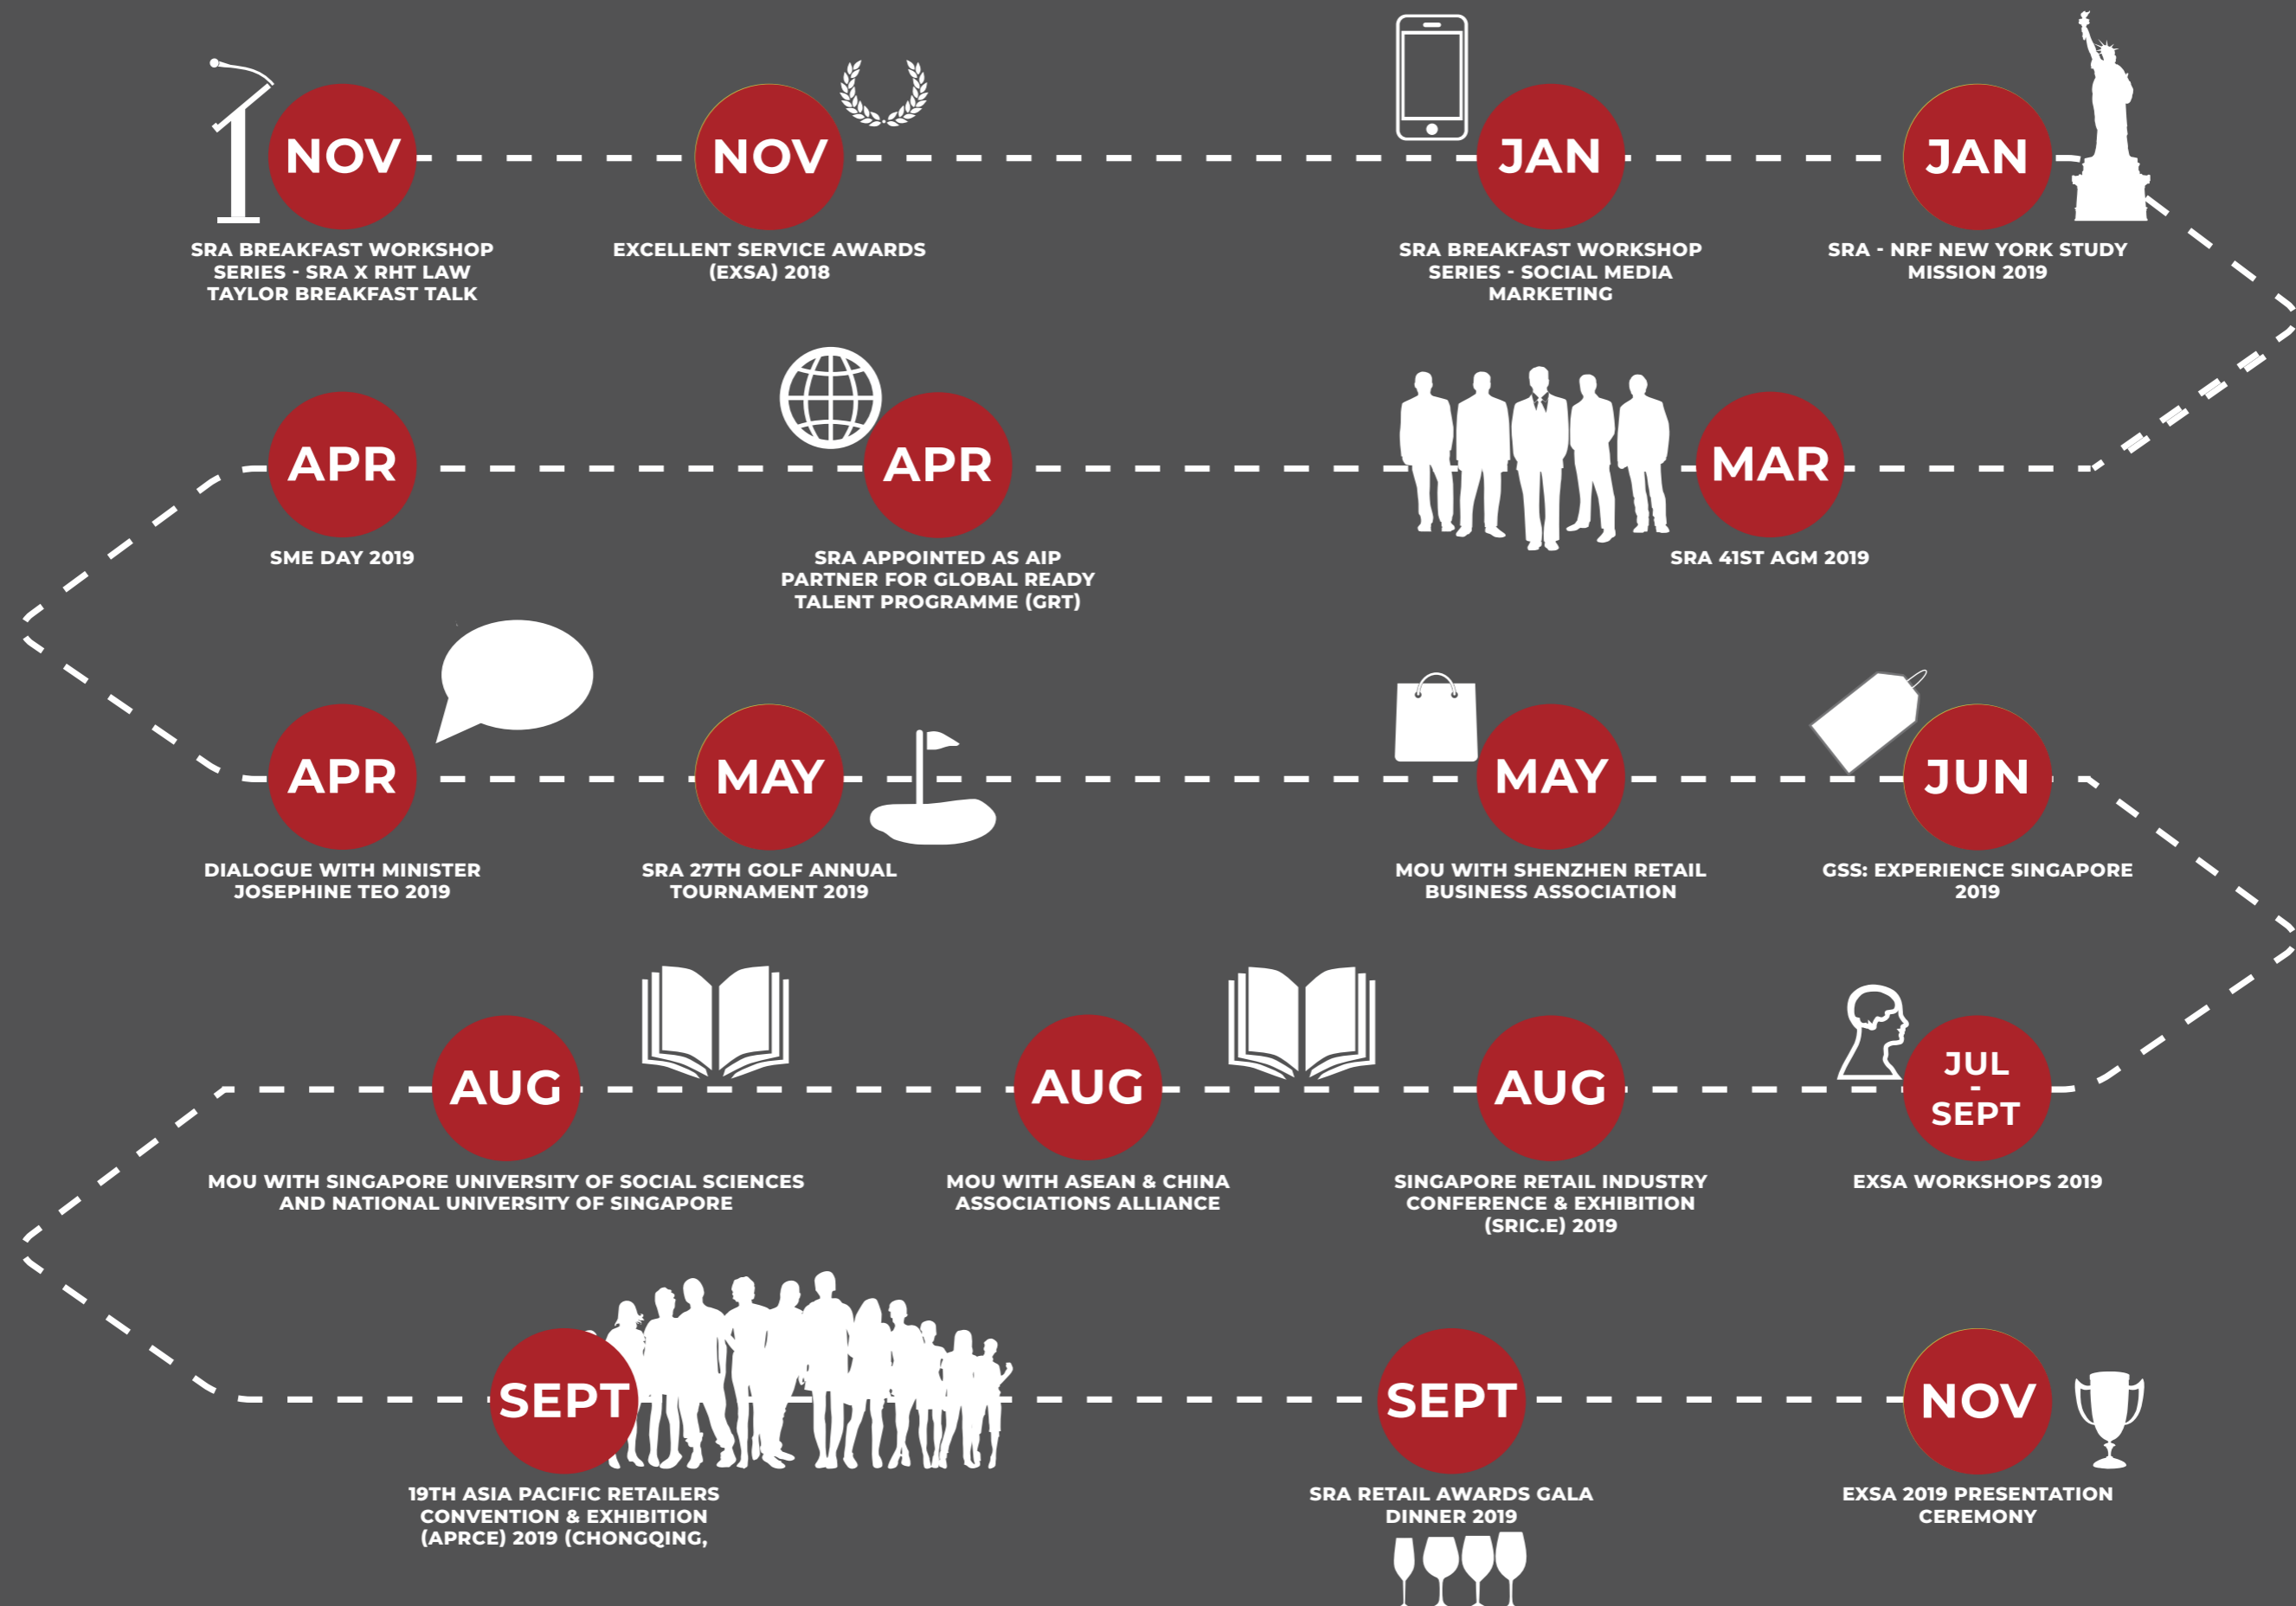 NOV
SRA BREAKFAST WORKSHOP
SERIES - SRA X RHT LAW
TAYLOR BREAKFAST TALK
NOV
EXCELLENT SERVICE AWARDS
(EXSA) 2018
JAN
SRA BREAKFAST WORKSHOP
SERIES - SOCIAL MEDIA
MARKETING
JAN
SRA - NRF NEW YORK STUDY
MISSION 2019
MAR
SRA 41ST AGM 2019
APR
SRA APPOINTED AS AIP
PARTNER FOR GLOBAL READY
TALENT PROGRAMME (GRT)
APR
SME DAY 2019
APR
DIALOGUE WITH MINISTER
JOSEPHINE TEO 2019
MAY
SRA 27TH GOLF ANNUAL
TOURNAMENT 2019
MAY
MOU WITH SHENZHEN RETAIL
BUSINESS ASSOCIATION
JUN
GSS: EXPERIENCE SINGAPORE
2019
JUL
-
SEPT
EXSA WORKSHOPS 2019
AUG
SINGAPORE RETAIL INDUSTRY
CONFERENCE & EXHIBITION
(SRIC.E) 2019
AUG
MOU WITH ASEAN & CHINA
ASSOCIATIONS ALLIANCE
AUG
MOU WITH SINGAPORE UNIVERSITY OF SOCIAL SCIENCES
AND NATIONAL UNIVERSITY OF SINGAPORE
SEPT
19TH ASIA PACIFIC RETAILERS
CONVENTION & EXHIBITION
(APRCE) 2019 (CHONGQING,
SEPT
SRA RETAIL AWARDS GALA
DINNER 2019
NOV
EXSA 2019 PRESENTATION
CEREMONY